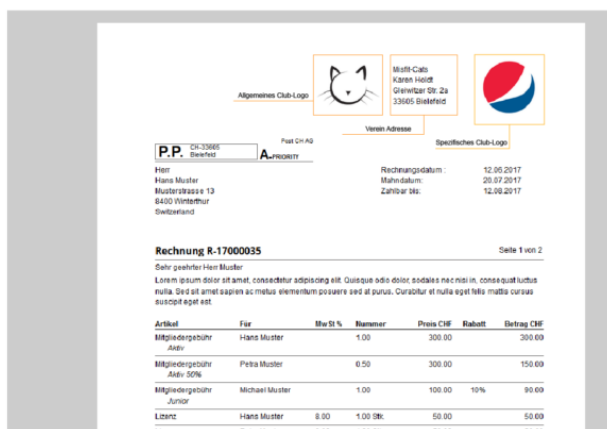 Misfit-Cats
Karen Heidt
Gleiwitzer Str. 2a
33605 Bielefeld
Allgemeines Club-Logo
Verein Adresse
Spezifisches Club-Logo
Post CH AG
P.P. CH-33605 Bielefeld A-PRIORITY
Herr
Hans Muster
Musterstrasse 13
8400 Winterthur
Switzerland
Rechnungsdatum : 12.06.2017
Mahndatum: 20.07.2017
Zahlbar bis: 12.08.2017
Rechnung R-17000035 Seite 1 von 2
Sehr geehrter Herr Muster
Lorem ipsum dolor sit amet, consectetur adipiscing elit. Quisque odio dolor, sodales nec nisi in, consequat luctus
nulla. Sed sit amet sapien ac metus elementum posuere sed at purus. Curabitur et nulla eget felis mattis cursus
suscipit eget est.
Artikel Für MwSt % Nummer Preis CHF Rabatt Betrag CHF
Mitgliedergebühr Hans Muster 1.00 300.00 300.00
Aktiv
Mitgliedergebühr Petra Muster 0.50 300.00 150.00
Aktiv 50%
Mitgliedergebühr Michael Muster 1.00 100.00 10% 90.00
Junior
Lizenz Hans Muster 8.00 1.00 Stk. 50.00 50.00